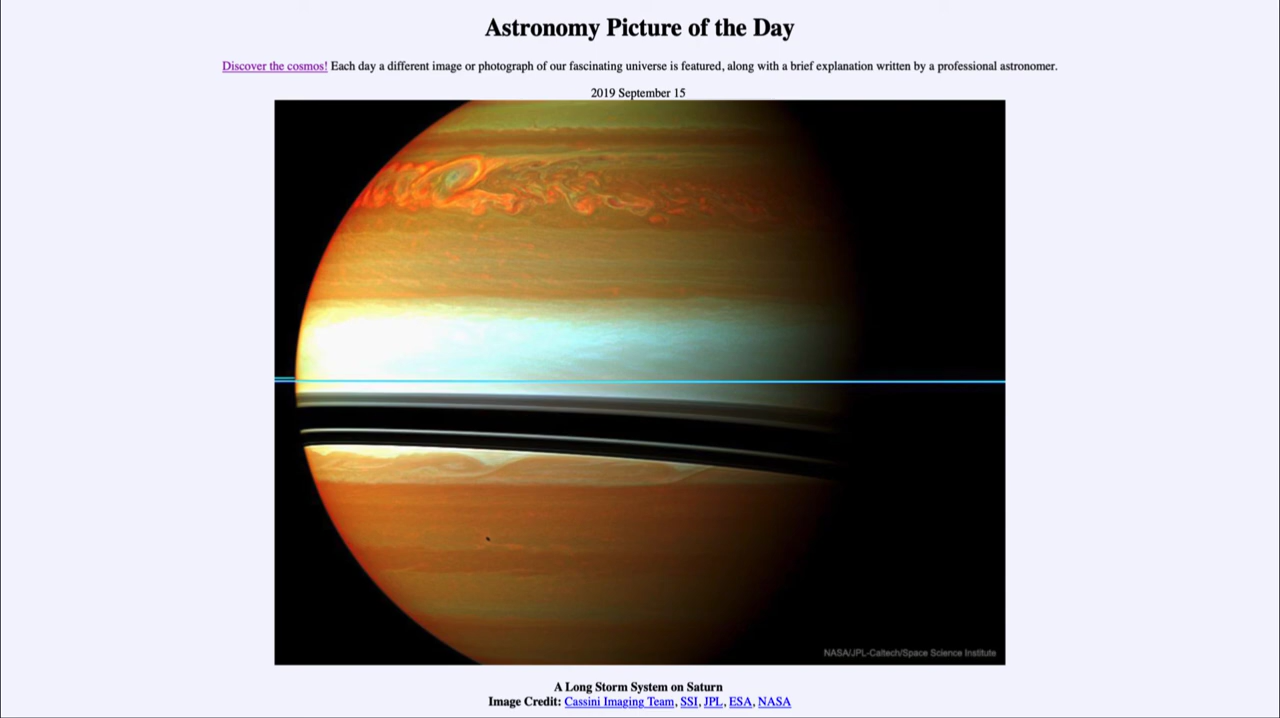 Astronomy Picture of the Day
Discover the cosmos! Each day a different image or photograph of our fascinating universe is featured, along with a brief explanation written by a professional astronomer.
2019 September 15
NASA/JPL-Caltech/Space Science Institute
A Long Storm System on Saturn
Image Credit: Cassini Imaging Team, SSI, JPL, ESA, NASA